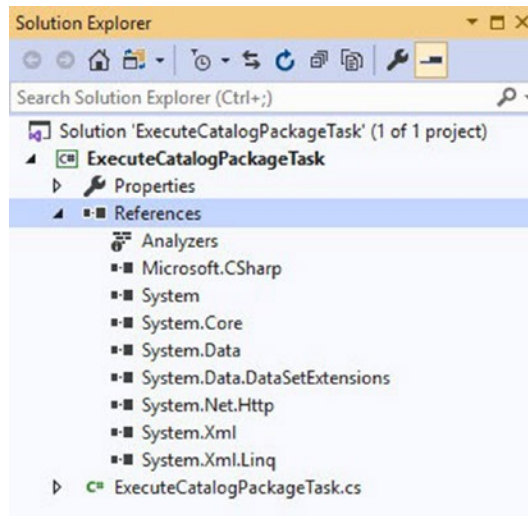 Solution Explorer
Search Solution Explorer (Ctrl+;)
Solution 'ExecuteCatalogPackageTask' (1 of 1 project)
C# ExecuteCatalogPackageTask
Properties
References
Analyzers
Microsoft.CSharp
System
System.Core
System.Data
System.Data.DataSetExtensions
System.Net.Http
System.Xml
System.Xml.Linq
C# ExecuteCatalogPackageTask.cs